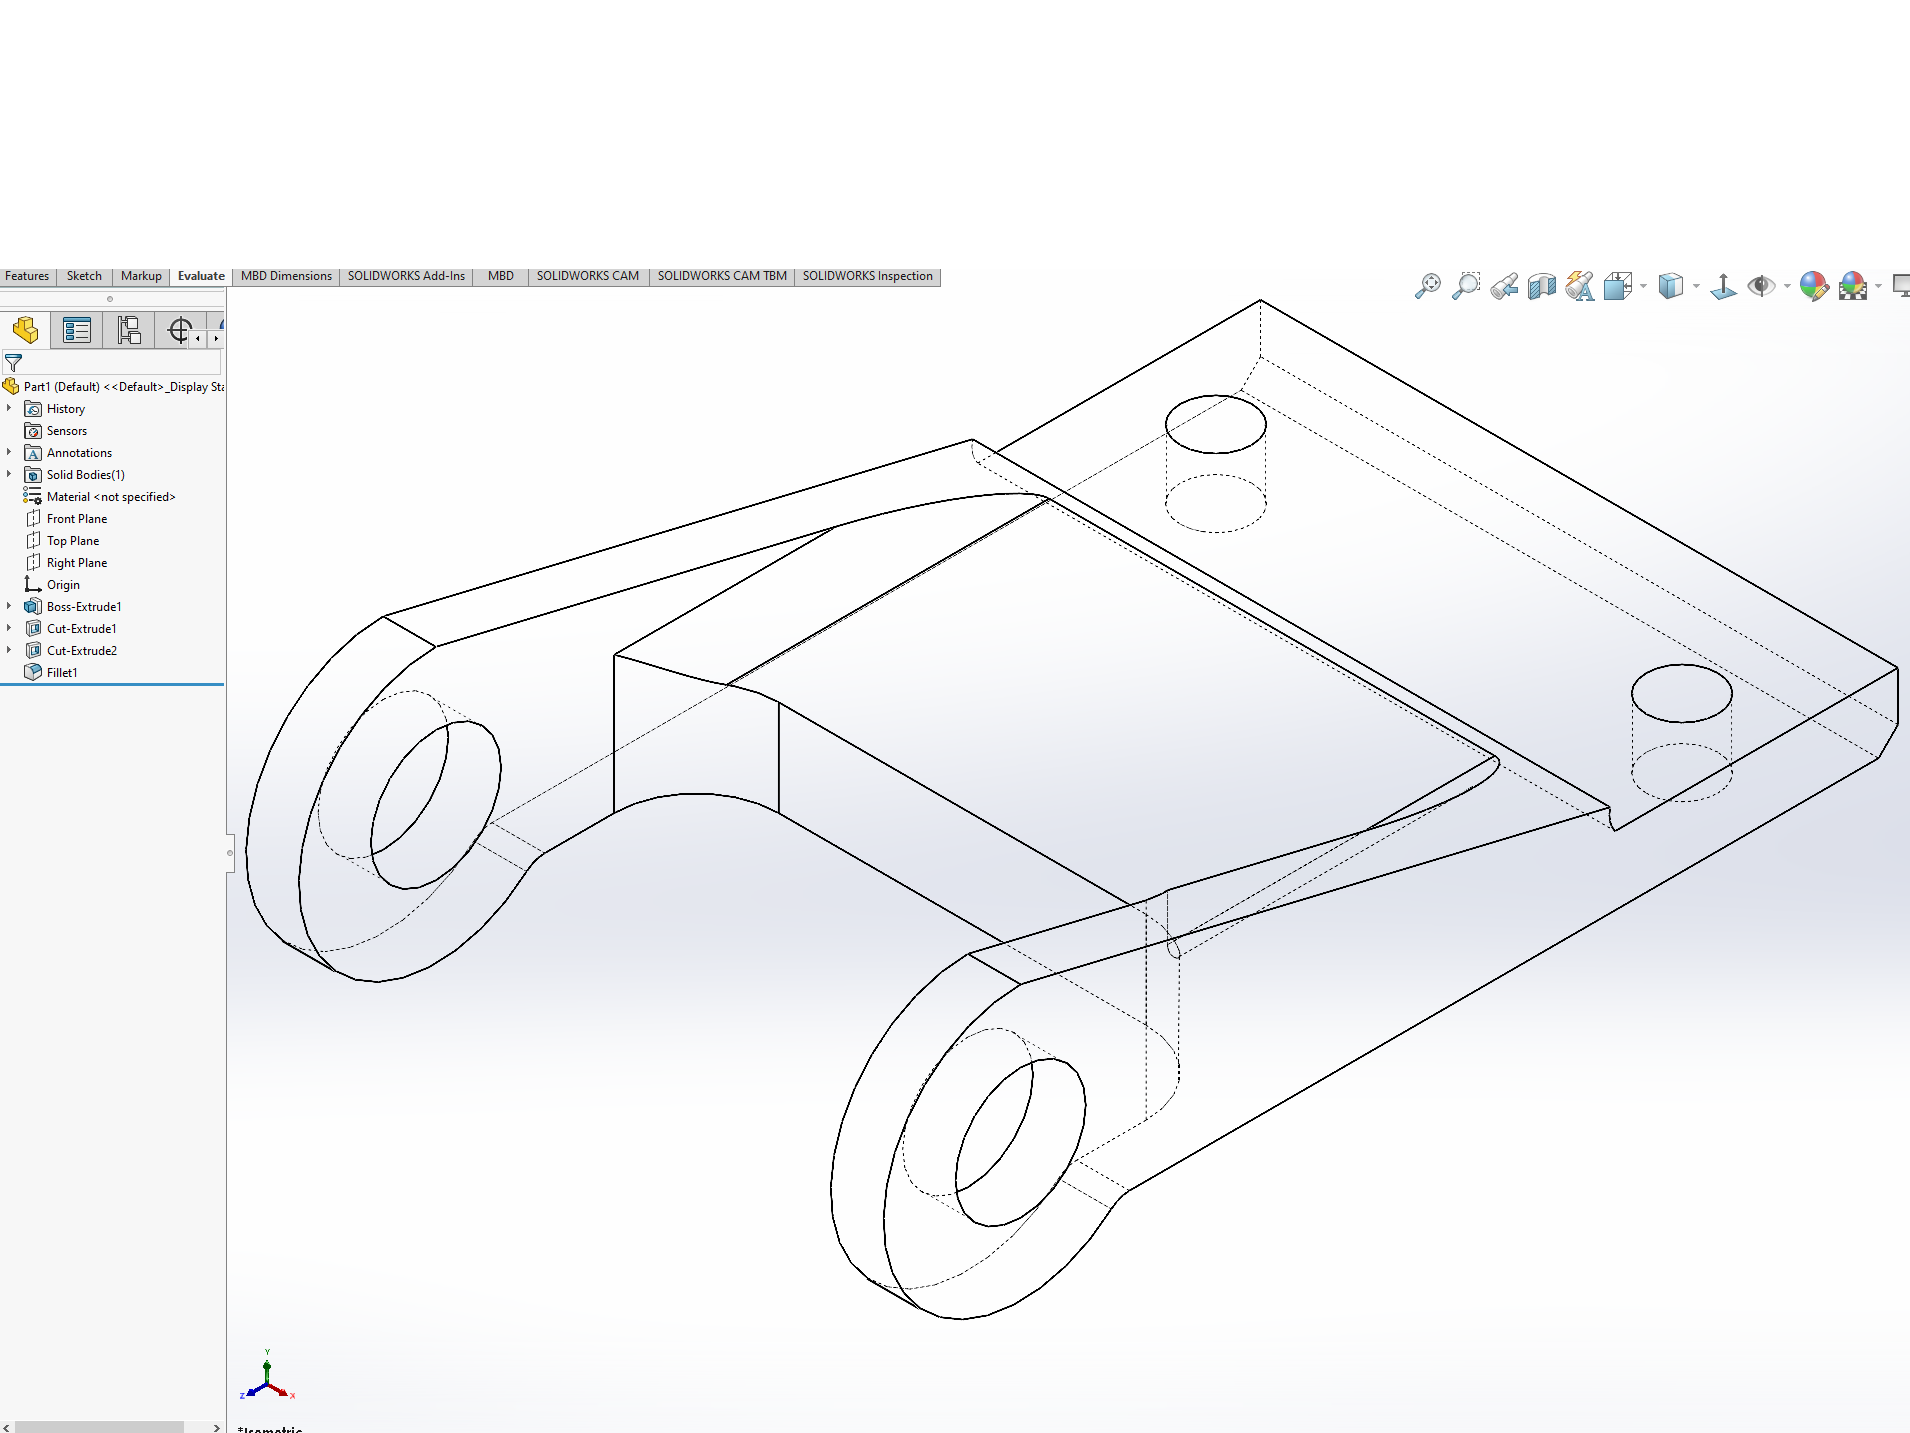 Features Sketch Markup Evaluate MBD Dimensions SOLIDWORKS Add-Ins MBD SOLIDWORKS CAM SOLIDWORKS CAM TBM SOLIDWORKS Inspection
Part1 (Default) <<Default>_Display Sta
History
Sensors
A Annotations
Solid Bodies(1)
Material <not specified>
Front Plane
Top Plane
Right Plane
Origin
Boss-Extrude1
Cut-Extrude1
Cut-Extrude2
Fillet1
Y
Z X
*Isometric